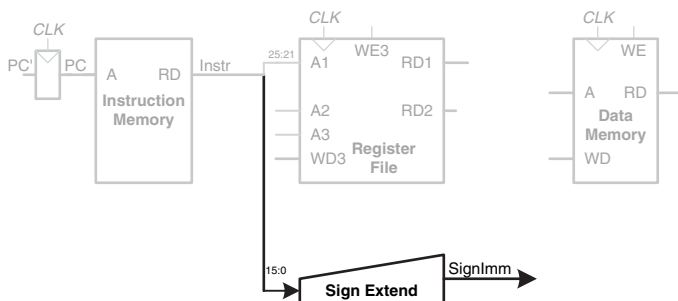 CLK
CLK
CLK
PC'
PC
A
RD
Instruction
Memory
Instr
25:21
A1
WE3
RD1
A2
RD2
A3
WD3
Register
File
WE
A
RD
Data
Memory
WD
15:0
Sign Extend
SignImm